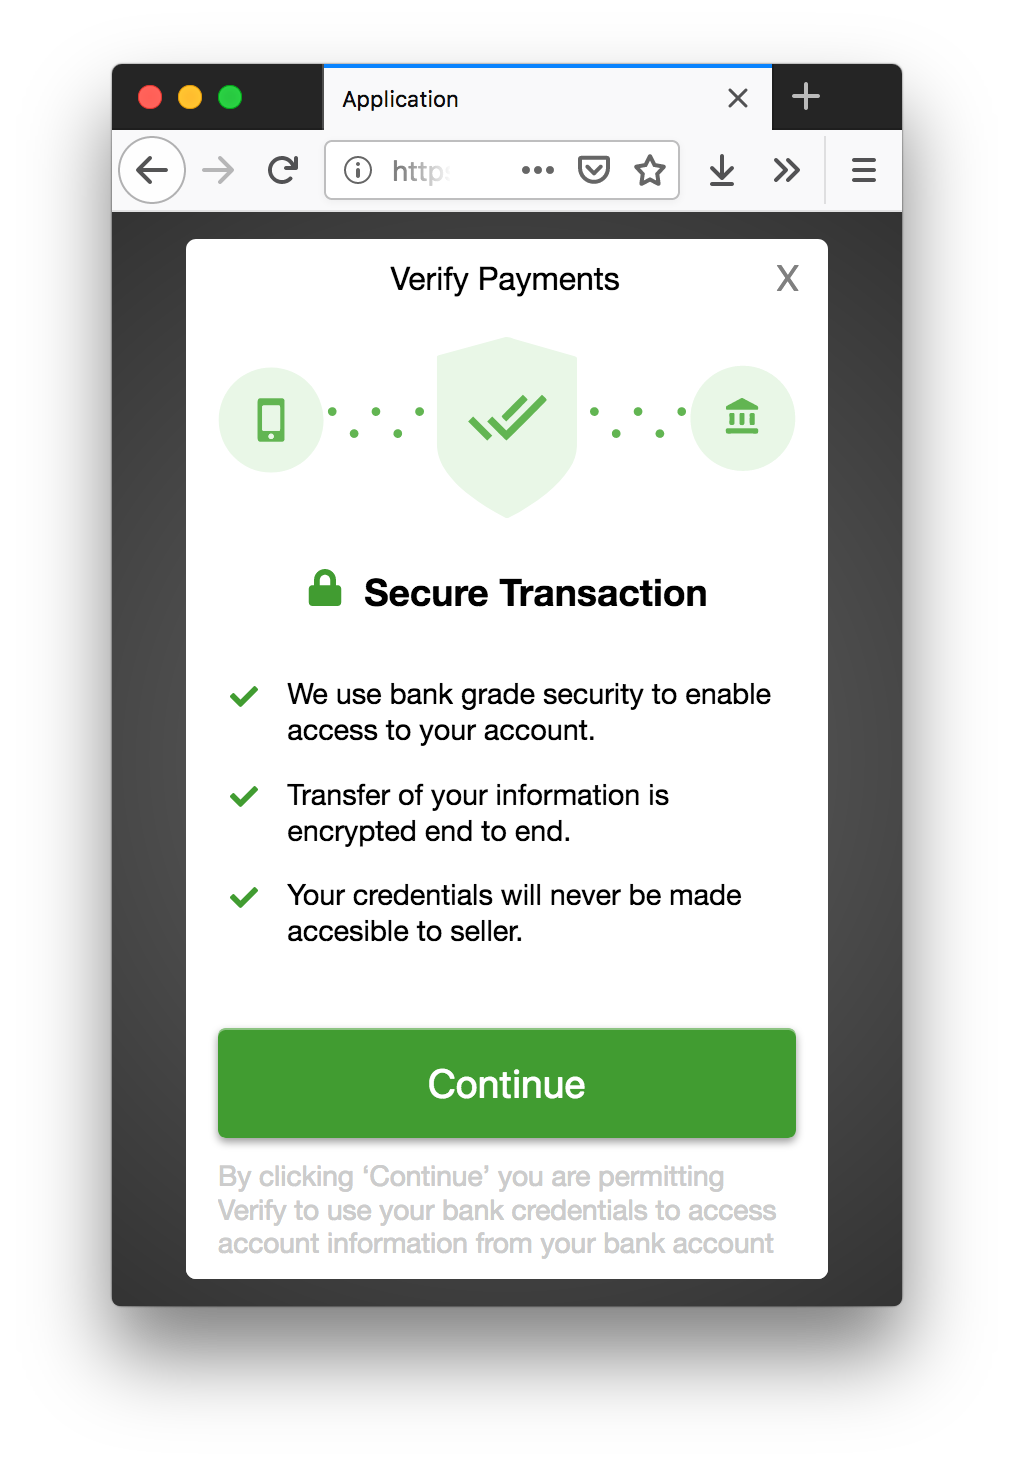 Application
https
Verify Payments
X
Secure Transaction
We use bank grade security to enable
access to your account.
Transfer of your information is
encrypted end to end.
Your credentials will never be made
accesible to seller.
Continue
By clicking ‘Continue’ you are permitting
Verify to use your bank credentials to access
account information from your bank account